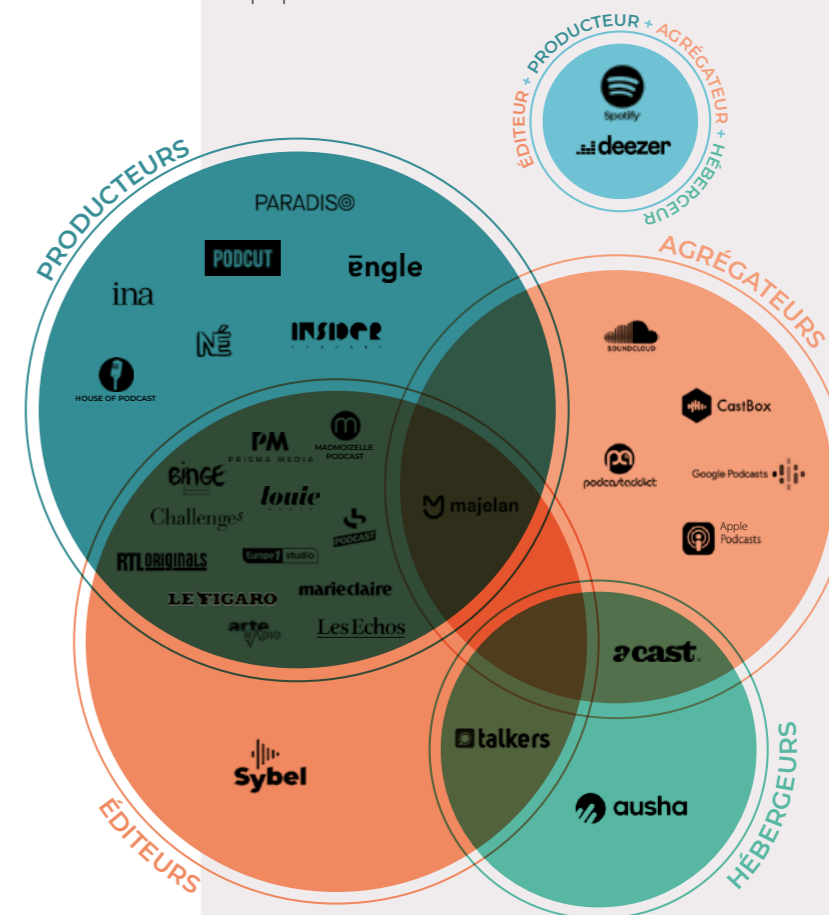 ÉDITEUR + PRODUCTEUR + AGRÉGATEUR + HÉBERGEUR
Spotify
deezer
PRODUCTEURS
PARADISO
PODCUT
ēngle
ina
NÉ
INSIDER
PODCAST
HOUSE OF PODCAST
PM
PRISMA MEDIA
MADMOIZELLE
PODCAST
BINGE
louie
Challenges
PODCAST
RTL ORIGINALS
Europe 1 studio
LE FIGARO
marie claire
arte
RADIO
Les Echos
majelan
AGRÉGATEURS
SOUNDCLOUD
CastBox
podcastaddict
Google Podcasts
Apple
Podcasts
acast
talkers
Sybel
ausha
ÉDITEURS
HÉBERGEURS